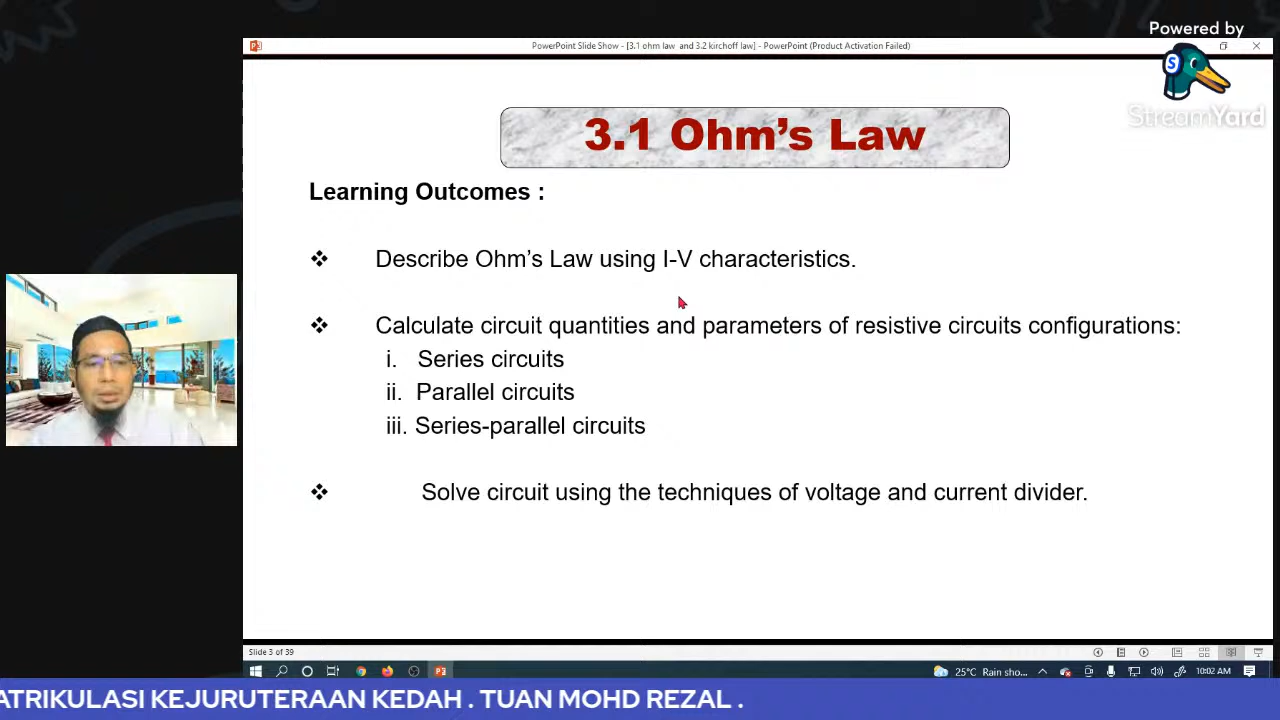 Powered by
StreamYard
PowerPoint Slide Show - [3.1 ohm law and 3.2 kirchoff law] - PowerPoint (Product Activation Failed)
3.1 Ohm’s Law
Learning Outcomes :
❖ Describe Ohm’s Law using I-V characteristics.
❖ Calculate circuit quantities and parameters of resistive circuits configurations:
i. Series circuits
ii. Parallel circuits
iii. Series-parallel circuits
❖ Solve circuit using the techniques of voltage and current divider.
Slide 3 of 39
25°C Rain sho... 10:02 AM
ATRIKULASI KEJURUTERAAN KEDAH . TUAN MOHD REZAL .